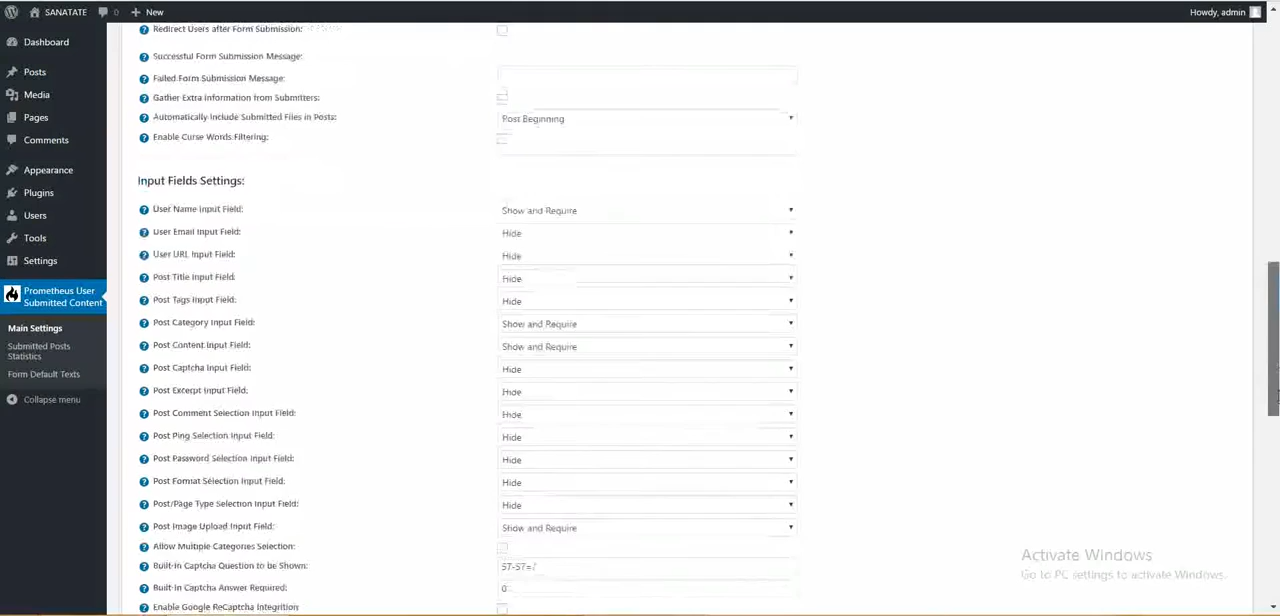 SANATATE 0 + New Howdy, admin
Dashboard
Posts
Media
Pages
Comments
Appearance
Plugins
Users
Tools
Settings
Prometheus User
Submitted Content
Main Settings
Submitted Posts
Statistics
Form Default Texts
Collapse menu
Redirect Users after Form Submission:
Successful Form Submission Message:
Failed Form Submission Message:
Gather Extra Information from Submitters:
Automatically Include Submitted Files in Posts: Post Beginning
Enable Curse Words Filtering:
Input Fields Settings:
User Name Input Field: Show and Require
User Email Input Field: Hide
User URL Input Field: Hide
Post Title Input Field: Hide
Post Tags Input Field: Hide
Post Category Input Field: Show and Require
Post Content Input Field: Show and Require
Post Captcha Input Field: Hide
Post Excerpt Input Field: Hide
Post Comment Selection Input Field: Hide
Post Ping Selection Input Field: Hide
Post Password Selection Input Field: Hide
Post Format Selection Input Field: Hide
Post/Page Type Selection Input Field: Hide
Post Image Upload Input Field: Show and Require
Allow Multiple Categories Selection:
Built-in Captcha Question to be Shown: 57-57=?
Built-in Captcha Answer Required: 0
Enable Google ReCaptcha Integrition
Activate Windows
Go to PC settings to activate Windows.